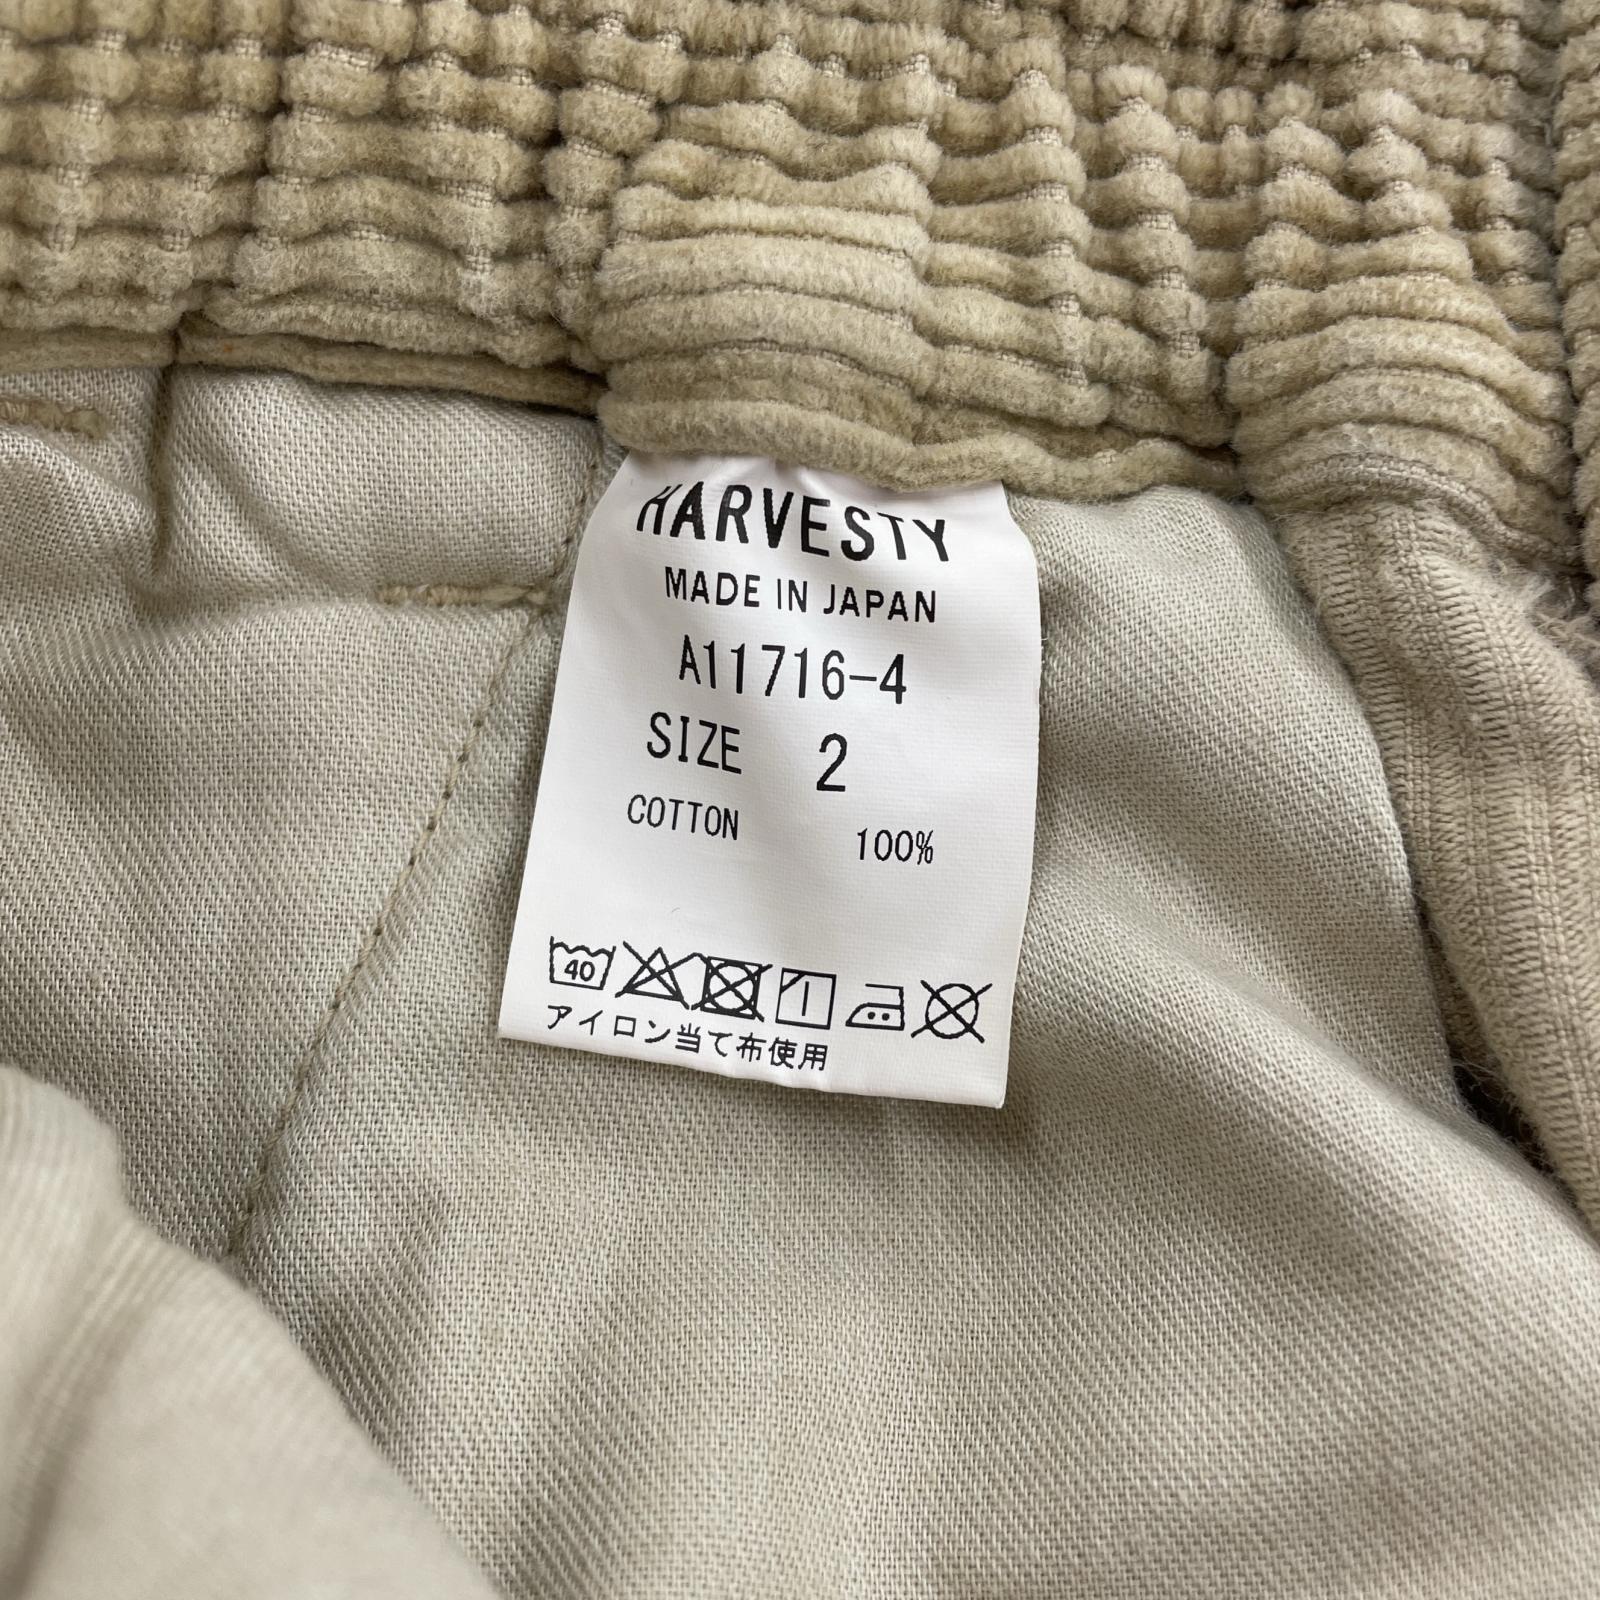 HARVESTY
MADE IN JAPAN
A11716-4
SIZE 2
COTTON 100%
40
アイロン当て布使用